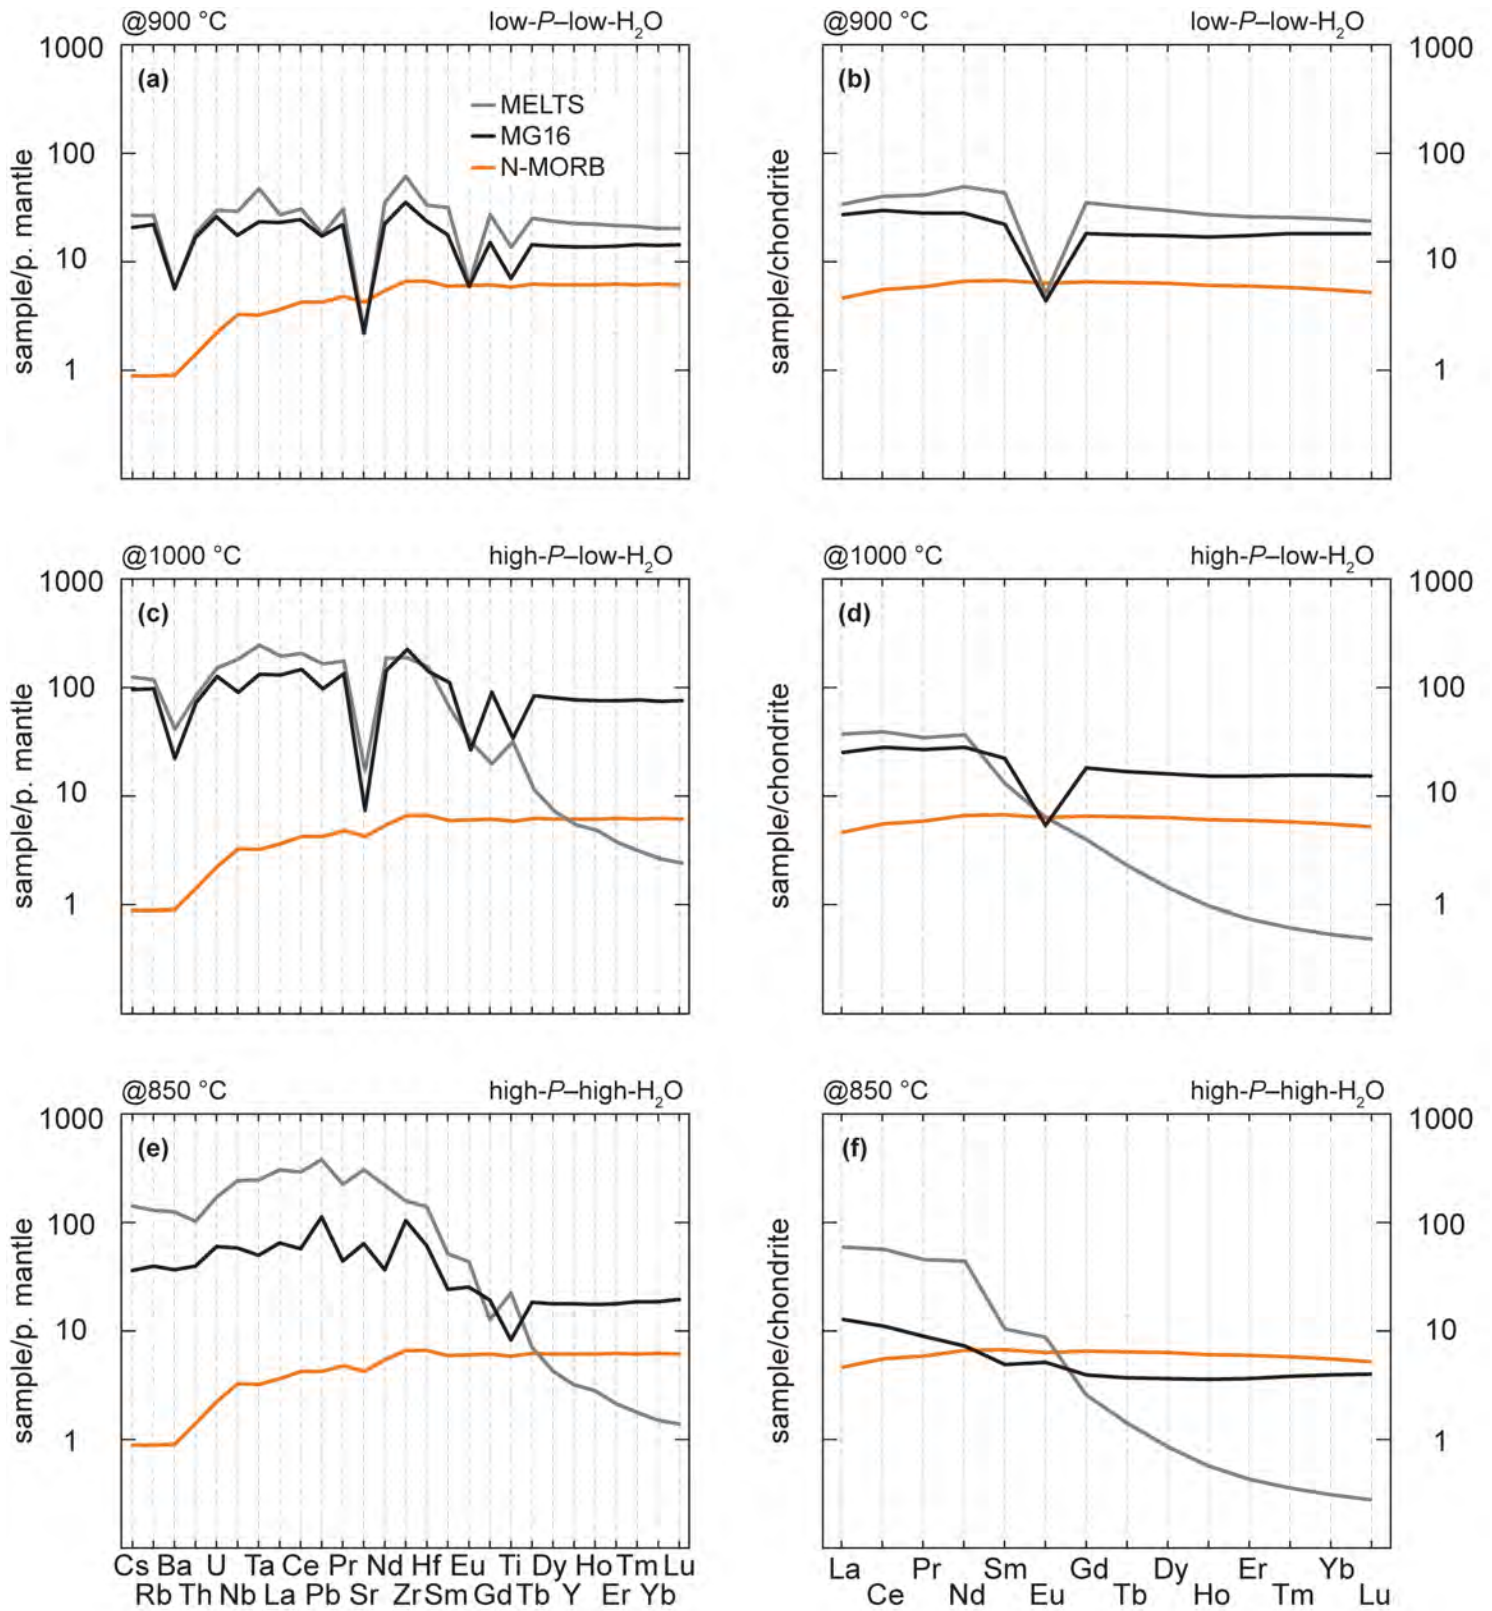 @900 °C low-P–low-H₂O
(a)
MELTS
MG16
N-MORB
1000
100
10
1
sample/p. mantle
@900 °C low-P–low-H₂O
(b)
1000
100
10
1
sample/chondrite
@1000 °C high-P–low-H₂O
(c)
1000
100
10
1
sample/p. mantle
@1000 °C high-P–low-H₂O
(d)
1000
100
10
1
sample/chondrite
@850 °C high-P–high-H₂O
(e)
1000
100
10
1
sample/p. mantle
Cs Ba U Ta Ce Pr Nd Hf Eu Ti Dy Ho Tm Lu
Rb Th Nb La Pb Sr Zr Sm Gd Tb Y Er Yb
@850 °C high-P–high-H₂O
(f)
1000
100
10
1
sample/chondrite
La Pr Sm Gd Dy Er Yb
Ce Nd Eu Tb Ho Tm Lu